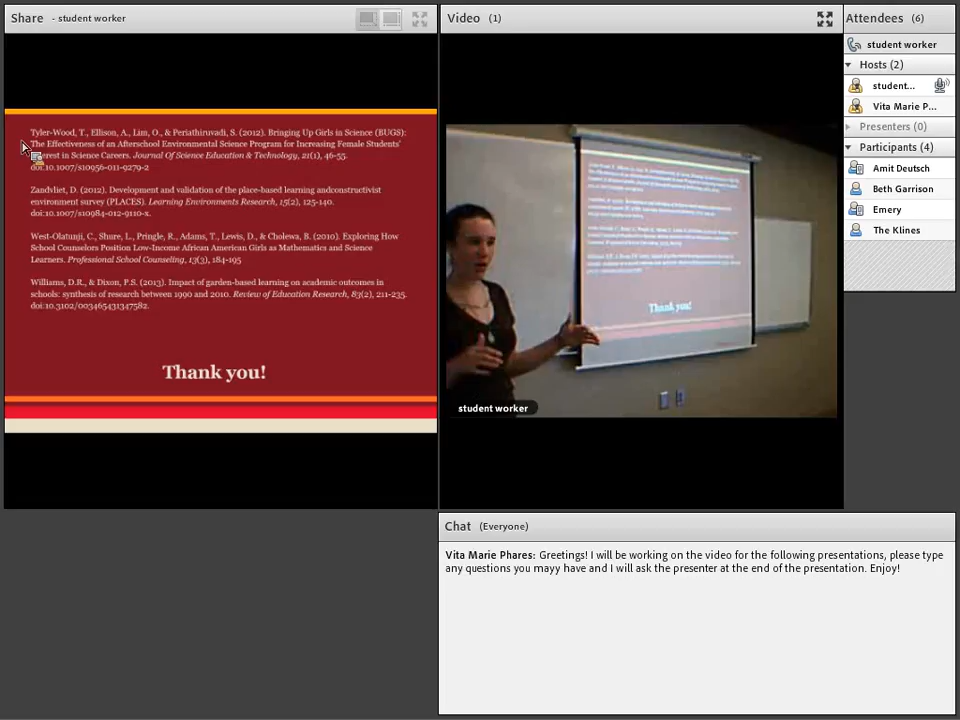 Share - student worker
Tyler-Wood, T., Ellison, A., Lim, O., & Periathiruvadi, S. (2012). Bringing Up Girls in Science (BUGS):
The Effectiveness of an Afterschool Environmental Science Program for Increasing Female Students'
erest in Science Careers. Journal Of Science Education & Technology, 21(1), 46-55.
doi:10.1007/s10956-011-9279-2
Zandvliet, D. (2012). Development and validation of the place-based learning andconstructivist
environment survey (PLACES). Learning Environments Research, 15(2), 125-140.
doi:10.1007/s10984-012-9110-x.
West-Olatunji, C., Shure, L., Pringle, R., Adams, T., Lewis, D., & Cholewa, B. (2010). Exploring How
School Counselors Position Low-Income African American Girls as Mathematics and Science
Learners. Professional School Counseling, 13(3), 184-195
Williams, D.R., & Dixon, P.S. (2013). Impact of garden-based learning on academic outcomes in
schools: synthesis of research between 1990 and 2010. Review of Education Research, 83(2), 211-235.
doi:10.3102/0034654313475​82.
Thank you!
Video (1)
Thank you!
student worker
Attendees (6)
student worker
Hosts (2)
student...
Vita Marie P...
Presenters (0)
Participants (4)
Amit Deutsch
Beth Garrison
Emery
The Klines
Chat (Everyone)
Vita Marie Phares: Greetings! I will be working on the video for the following presentations, please type
any questions you mayy have and I will ask the presenter at the end of the presentation. Enjoy!